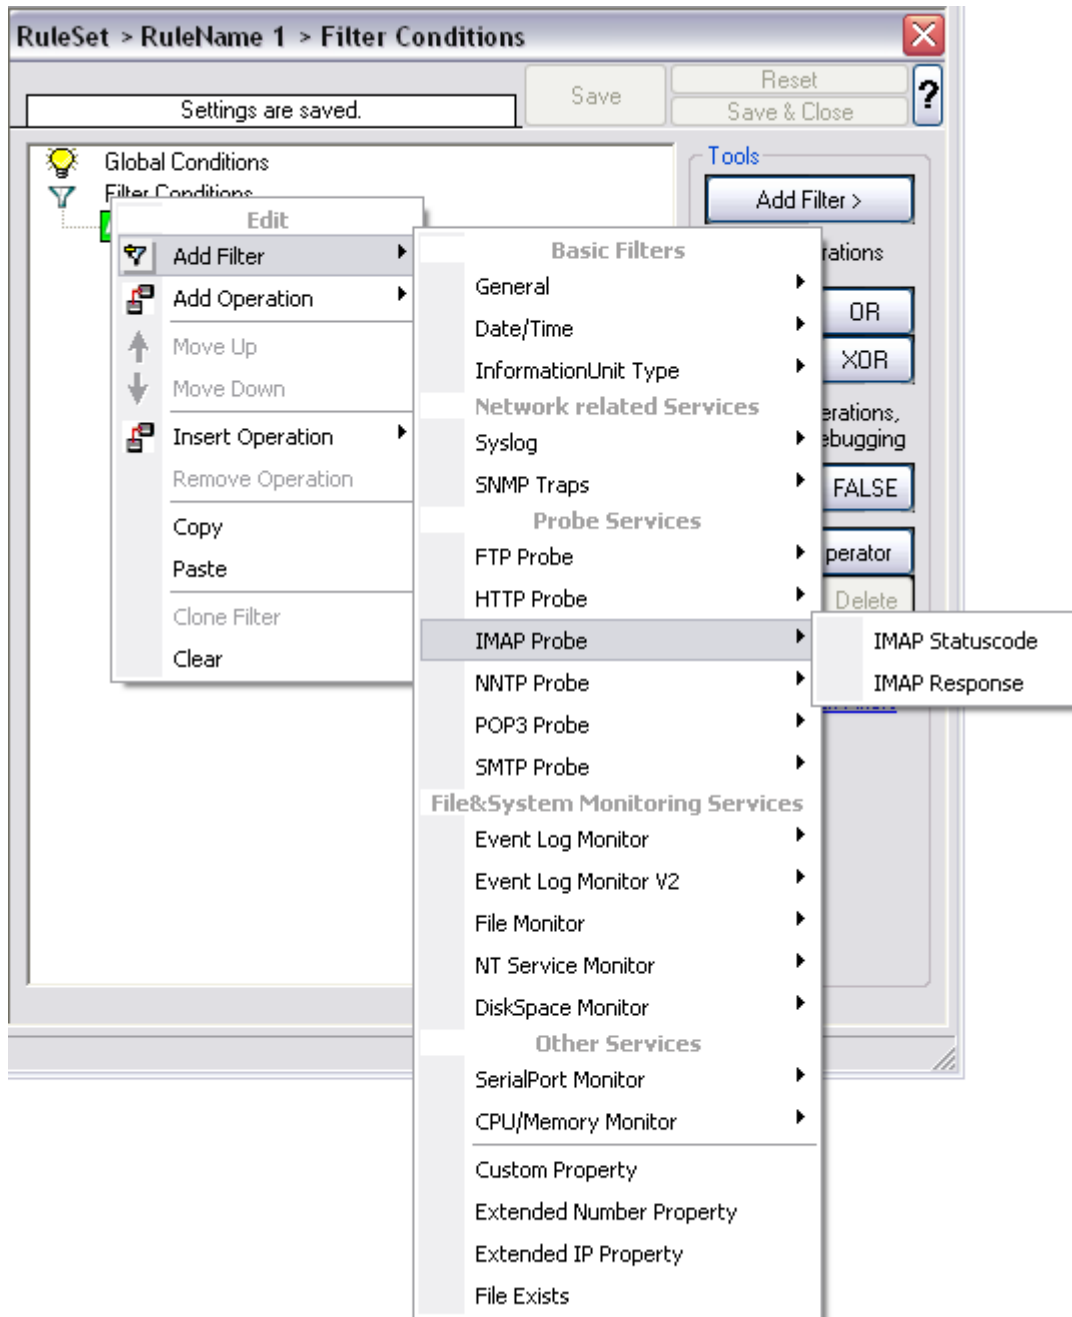 RuleSet > RuleName 1 > Filter Conditions
Settings are saved.
Save
Reset
Save & Close
?
Global Conditions
Filter Conditions
Tools
Add Filter >
OR
XOR
FALSE
Delete
Edit
Add Filter
Add Operation
Move Up
Move Down
Insert Operation
Remove Operation
Copy
Paste
Clone Filter
Clear
Basic Filters
General
Date/Time
InformationUnit Type
Network related Services
Syslog
SNMP Traps
Probe Services
FTP Probe
HTTP Probe
IMAP Probe
NNTP Probe
POP3 Probe
SMTP Probe
File&System Monitoring Services
Event Log Monitor
Event Log Monitor V2
File Monitor
NT Service Monitor
DiskSpace Monitor
Other Services
SerialPort Monitor
CPU/Memory Monitor
Custom Property
Extended Number Property
Extended IP Property
File Exists
IMAP Statuscode
IMAP Response